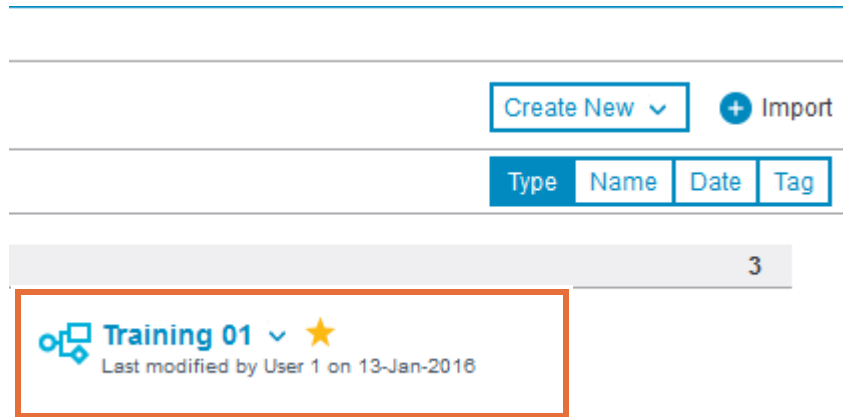 Create New
Import
Type Name Date Tag
3
Training 01
Last modified by User 1 on 13-Jan-2016